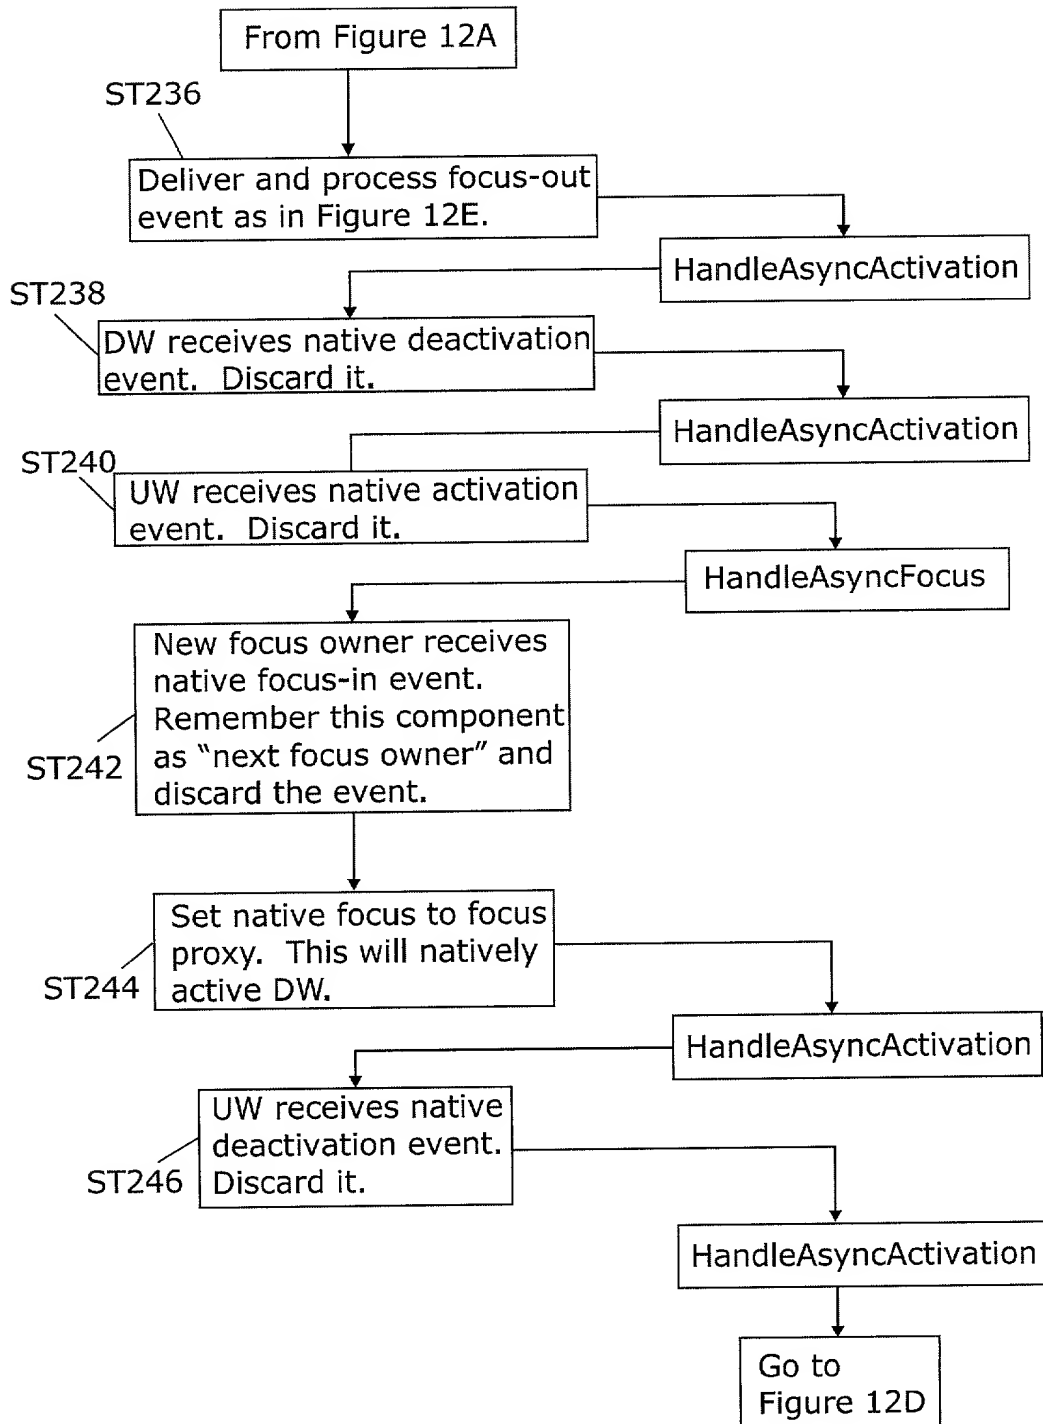 From Figure 12A
ST236
Deliver and process focus-out
event as in Figure 12E.
HandleAsyncActivation
ST238
DW receives native deactivation
event. Discard it.
HandleAsyncActivation
ST240
UW receives native activation
event. Discard it.
HandleAsyncFocus
New focus owner receives
native focus-in event.
Remember this component
as “next focus owner” and
discard the event.
ST242
Set native focus to focus
proxy. This will natively
active DW.
ST244
HandleAsyncActivation
UW receives native
deactivation event.
Discard it.
ST246
HandleAsyncActivation
Go to
Figure 12D